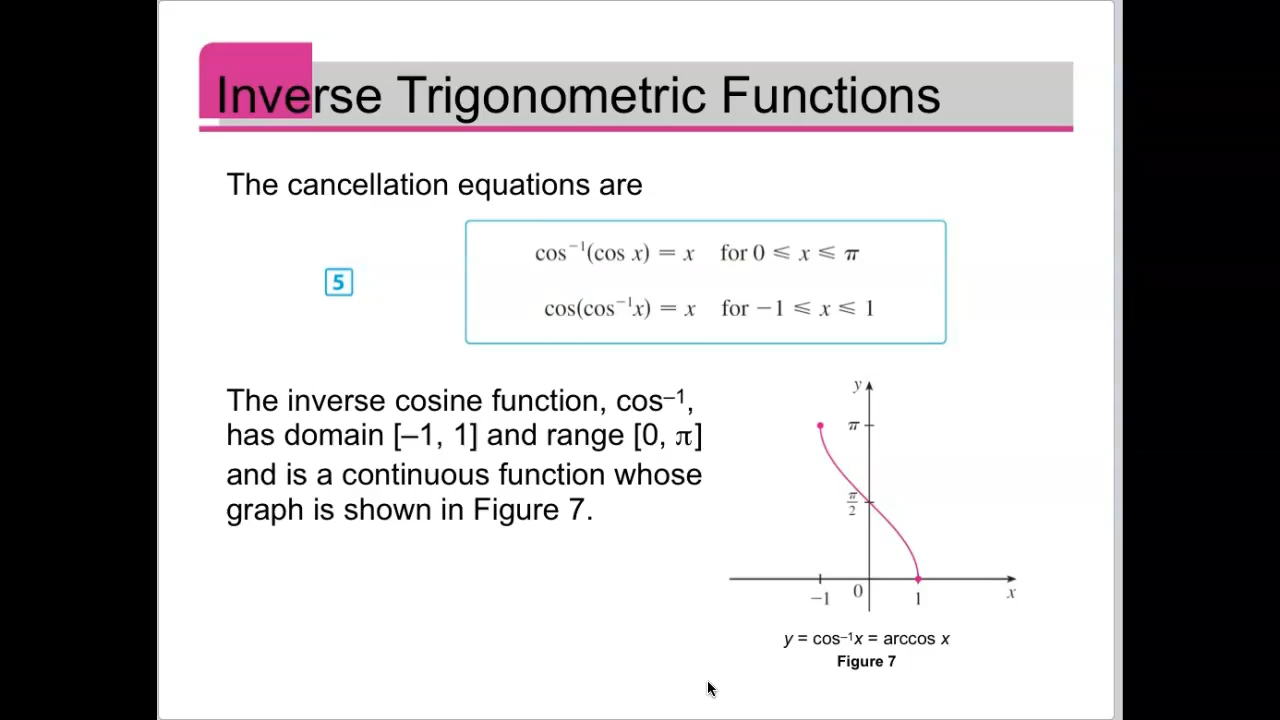 Inverse Trigonometric Functions
The cancellation equations are
cos⁻¹(cos x) = x for 0 ⩽ x ⩽ π
5
cos(cos⁻¹x) = x for −1 ⩽ x ⩽ 1
The inverse cosine function, cos⁻¹,
has domain [–1, 1] and range [0, π]
and is a continuous function whose
graph is shown in Figure 7.
y
π
π/2
0
−1
1
x
y = cos⁻¹x = arccos x
Figure 7